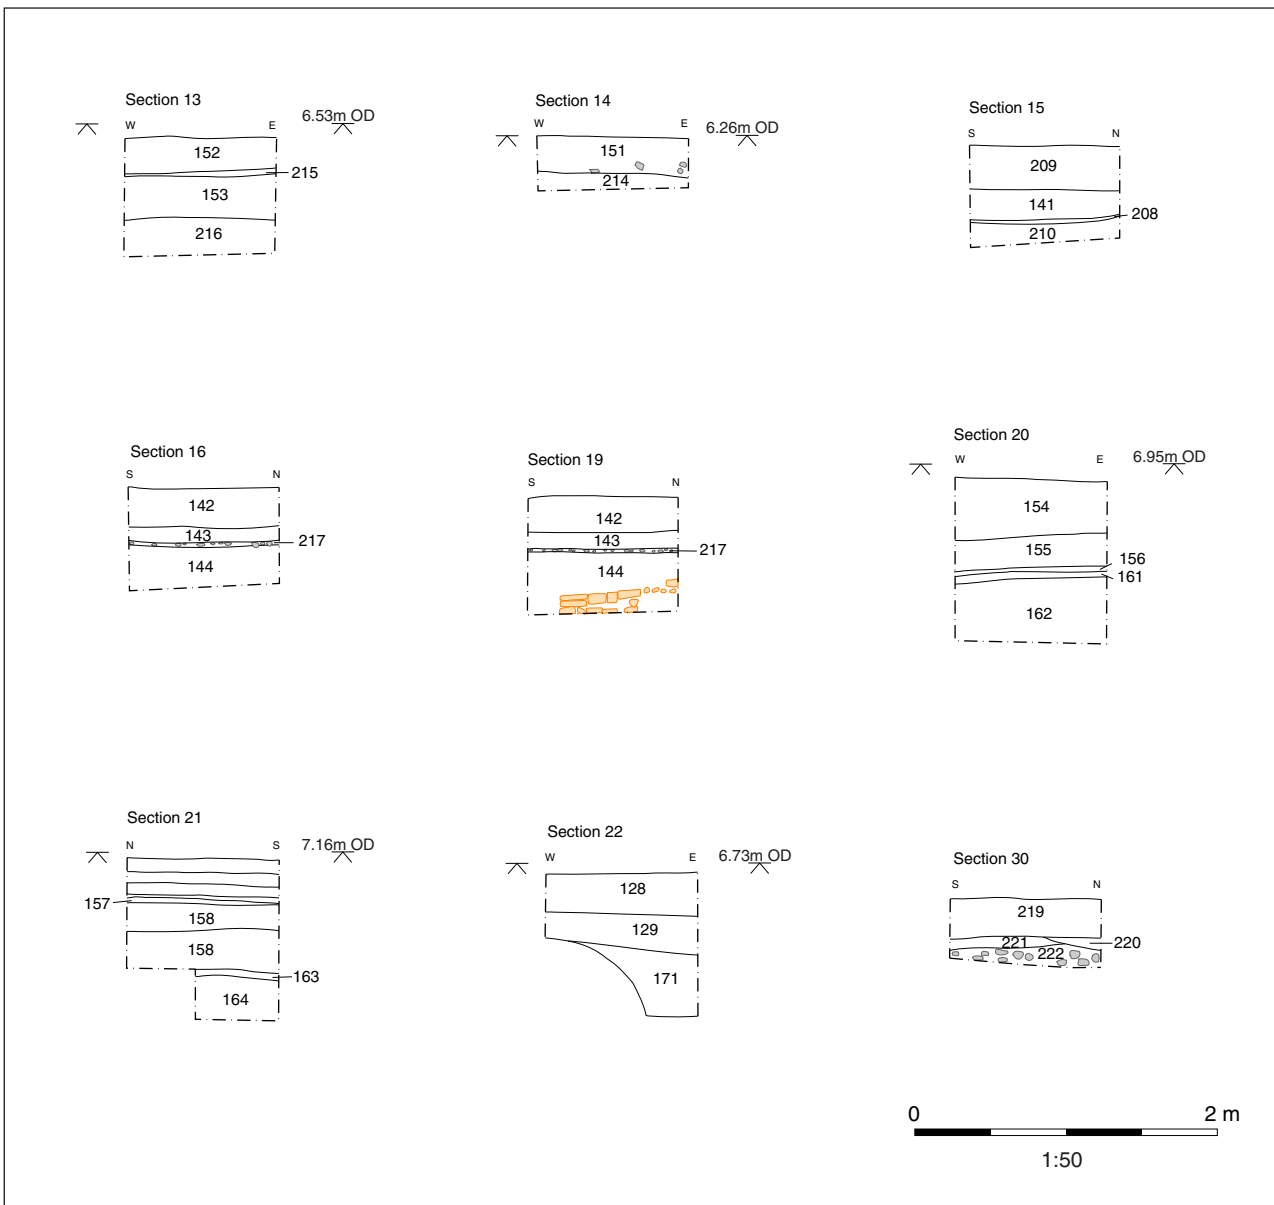 Section 13
W E 6.53m OD
152
215
153
216
Section 14
W E 6.26m OD
151
214
Section 15
S N
209
141
208
210
Section 16
S N
142
143
217
144
Section 19
S N
142
143
217
144
Section 20
W E 6.95m OD
154
155
156
161
162
Section 21
N S 7.16m OD
157
158
158
163
164
Section 22
W E 6.73m OD
128
129
171
Section 30
S N
219
221 220
222
0 2 m
1:50